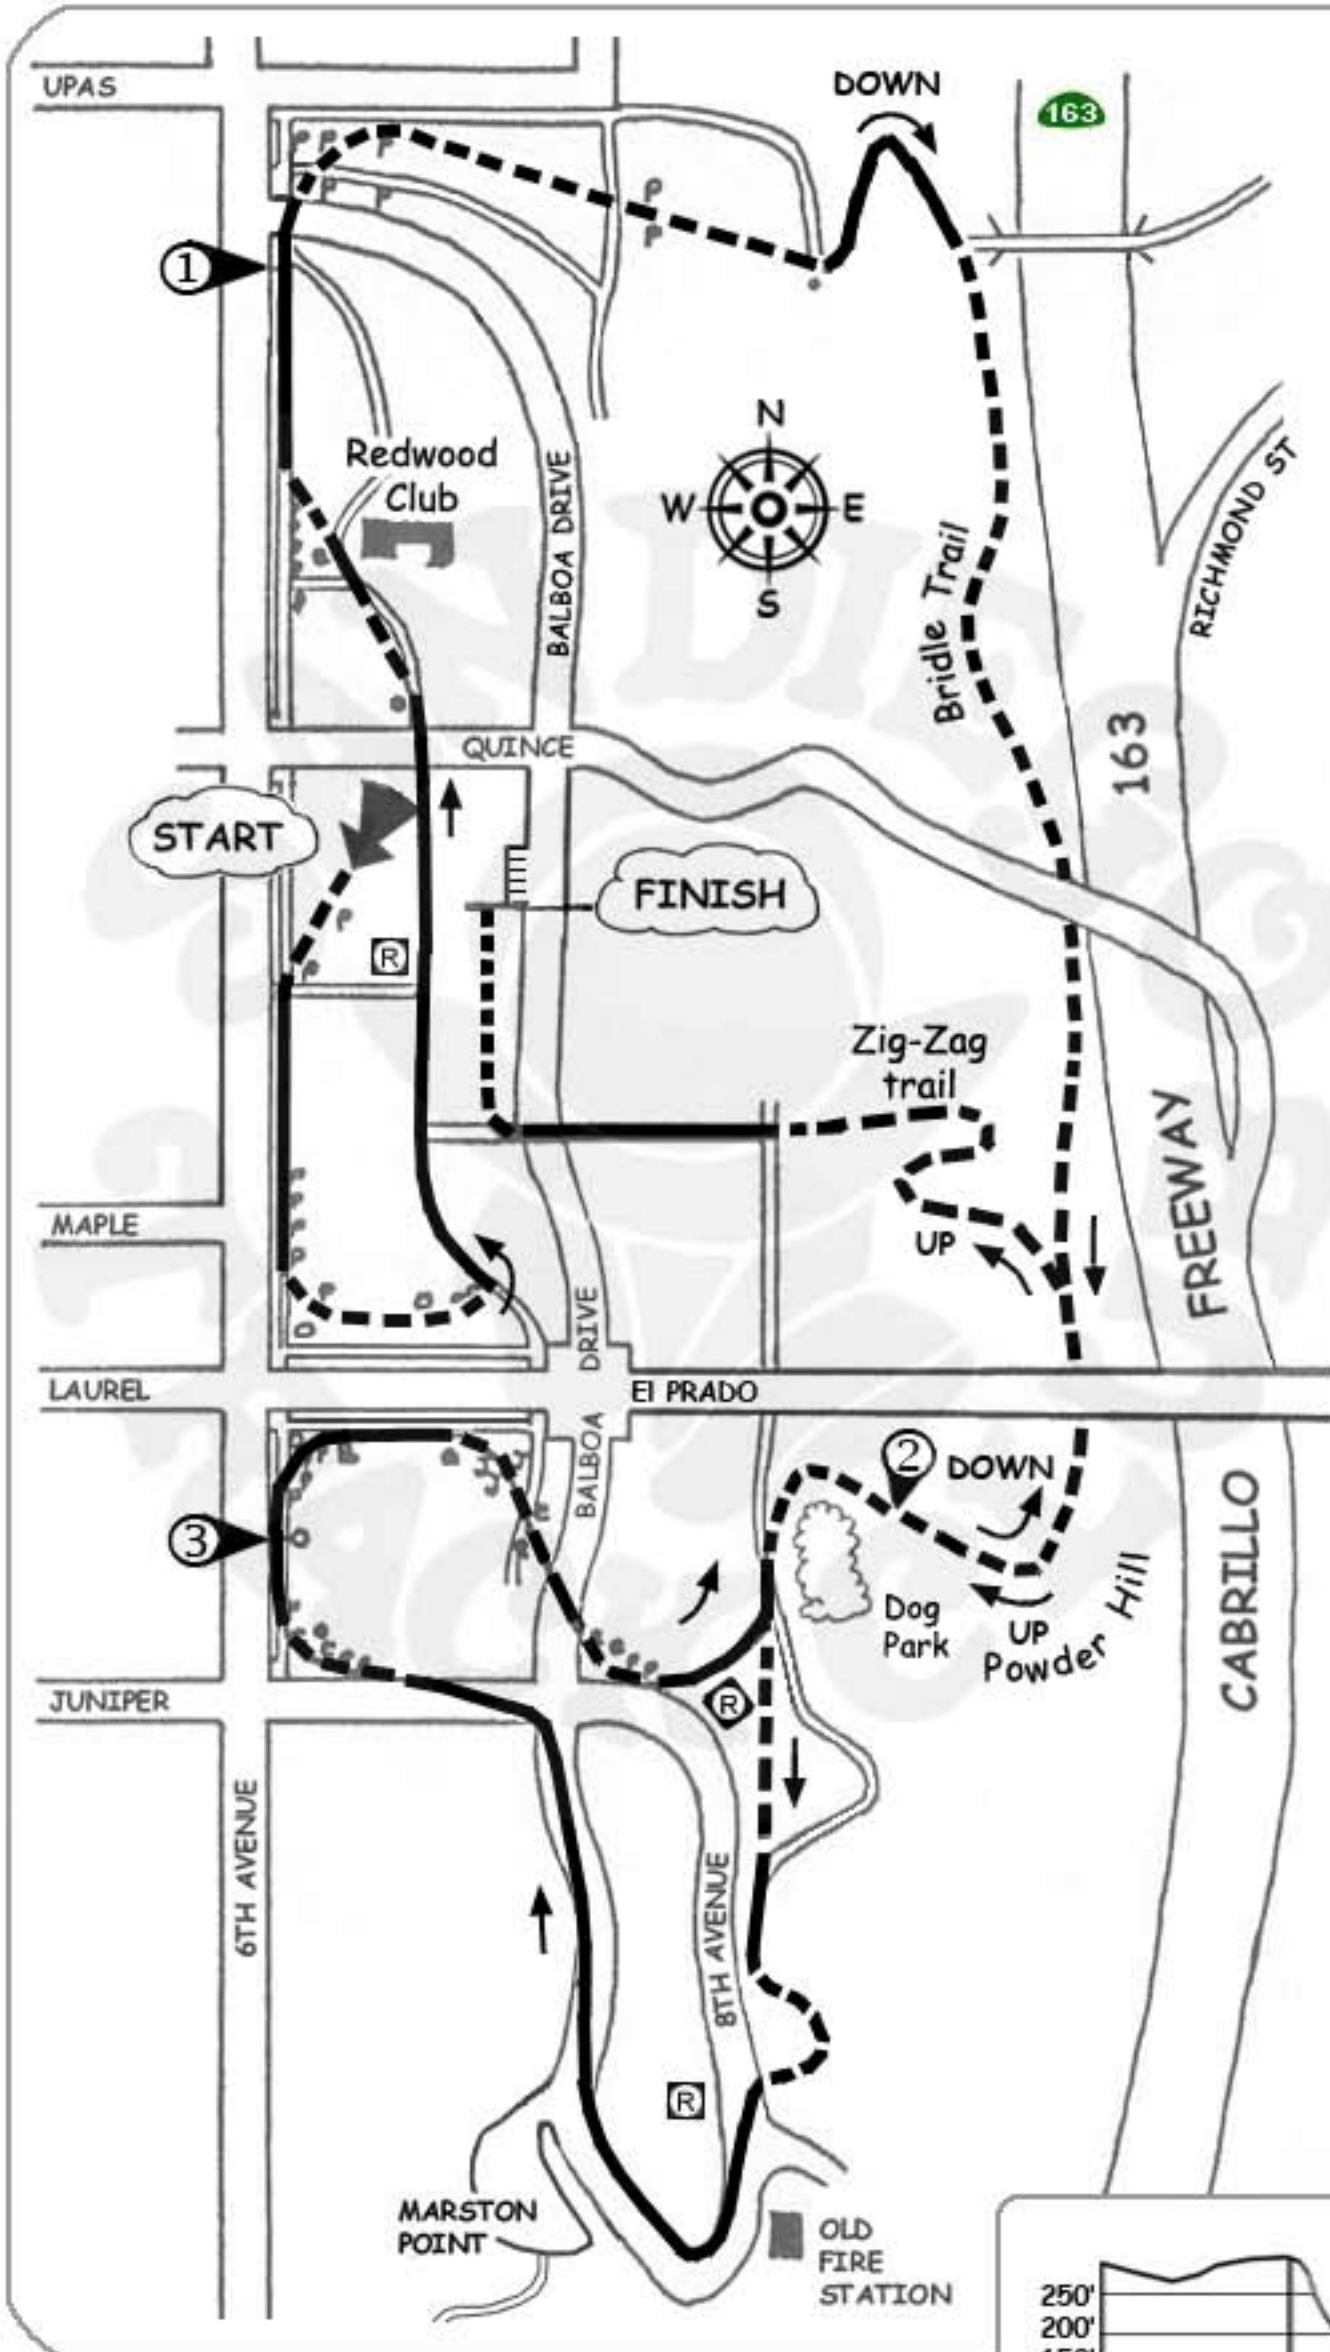 UPAS
DOWN
163
1
Redwood
Club
BALBOA DRIVE
N
W
E
S
Bridle Trail
RICHMOND ST
163
QUINCE
START
FINISH
R
Zig-Zag
trail
MAPLE
UP
FREEWAY
DRIVE
LAUREL
El PRADO
BALBOA
2
DOWN
3
Dog
Park
UP
Powder Hill
CABRILLO
JUNIPER
R
6TH AVENUE
8TH AVENUE
R
MARSTON
POINT
OLD
FIRE
STATION
250'
200'